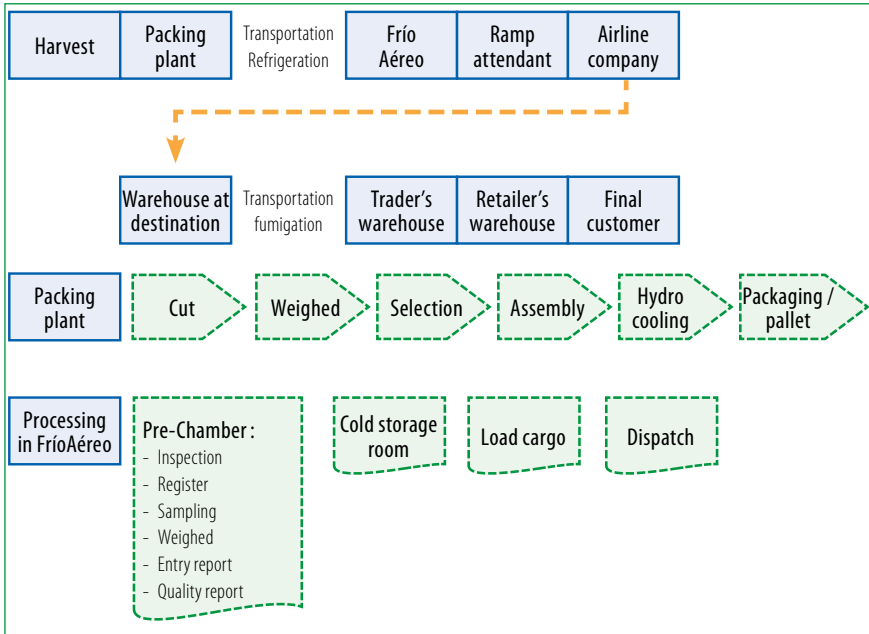 Harvest
Packing
plant
Transportation
Refrigeration
Frío
Aéreo
Ramp
attendant
Airline
company
Warehouse at
destination
Transportation
fumigation
Trader's
warehouse
Retailer's
warehouse
Final
customer
Packing
plant
Cut
Weighed
Selection
Assembly
Hydro
cooling
Packaging /
pallet
Processing
in FríoAéreo
Pre-Chamber :
- Inspection
- Register
- Sampling
- Weighed
- Entry report
- Quality report
Cold storage
room
Load cargo
Dispatch